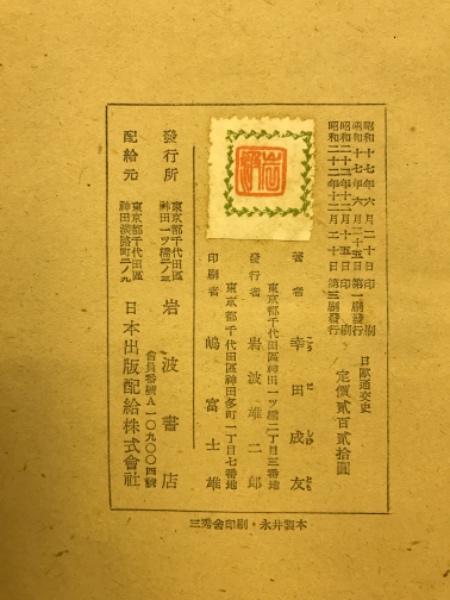 昭和十七年六月二十日印刷
昭和十七年六月二十五日第一刷發行
昭和二十二年十二月十五日印刷
昭和二十二年十二月二十日第三刷發行
日歐通交史
定價貳百貳拾圓
著者 幸田成友
こうだしげとも
東京都千代田區神田一ツ橋二丁目三番地
發行者 岩波雄二郎
東京都千代田區神田多町一丁目七番地
印刷者 嶋富士雄
發行所 東京都千代田區神田一ツ橋二ノ三 岩波書店
會員番號A一〇九〇〇四號
配給元 東京都千代田區神田淡路町二ノ九 日本出版配給株式會社
三秀舍印刷・永井製本